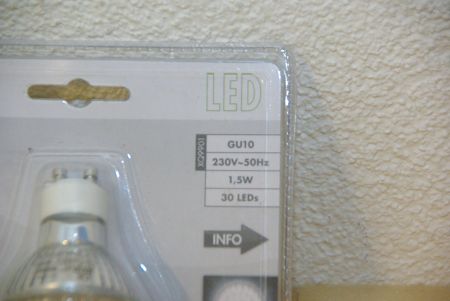 LED
XQ9901
GU10
230V~50Hz
1,5W
30 LEDs
INFO